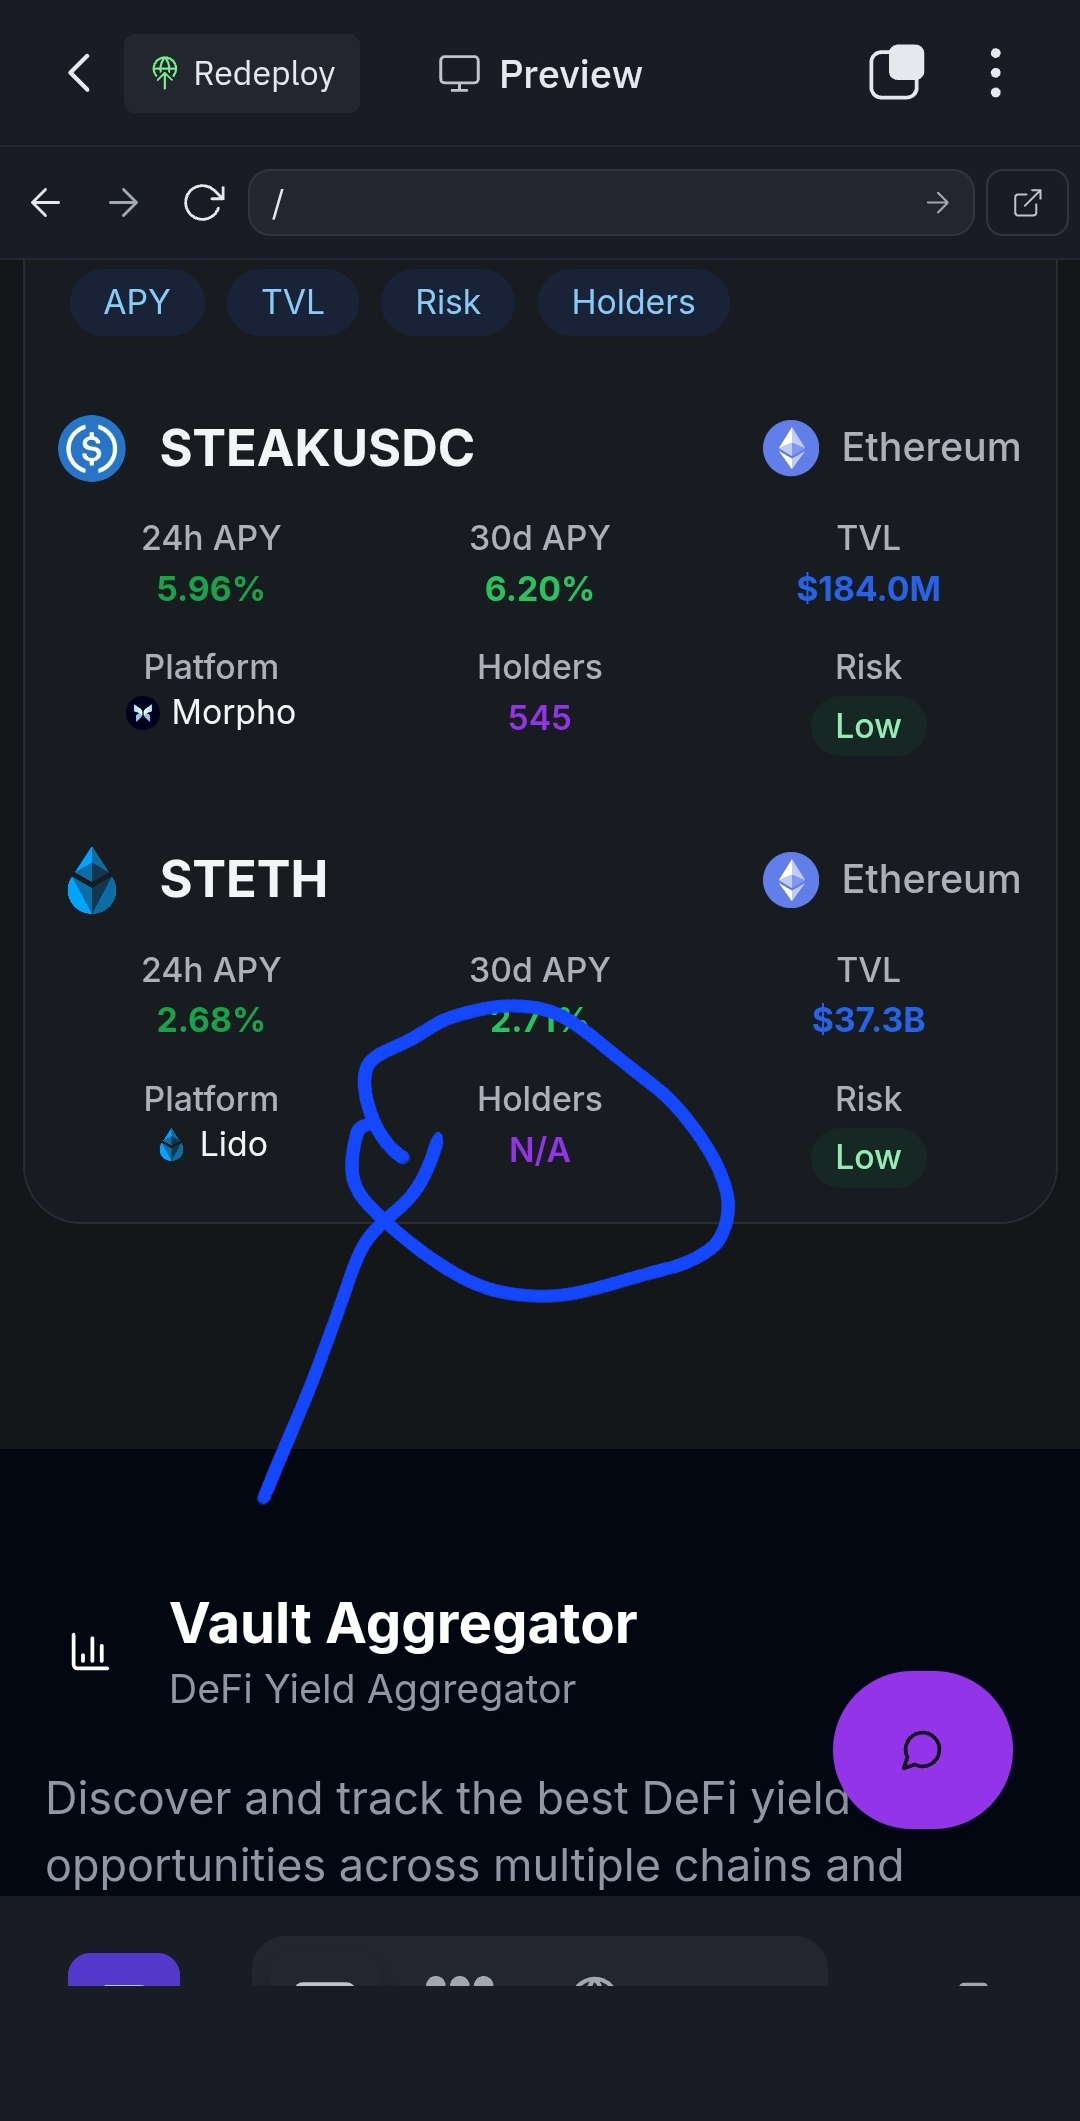 Redeploy
Preview
/
APY TVL Risk Holders
STEAKUSDC
Ethereum
24h APY 30d APY TVL
5.96% 6.20% $184.0M
Platform Holders Risk
Morpho 545 Low
STETH
Ethereum
24h APY 30d APY TVL
2.68% 2.71% $37.3B
Platform Holders Risk
Lido N/A Low
Vault Aggregator
DeFi Yield Aggregator
Discover and track the best DeFi yield
opportunities across multiple chains and